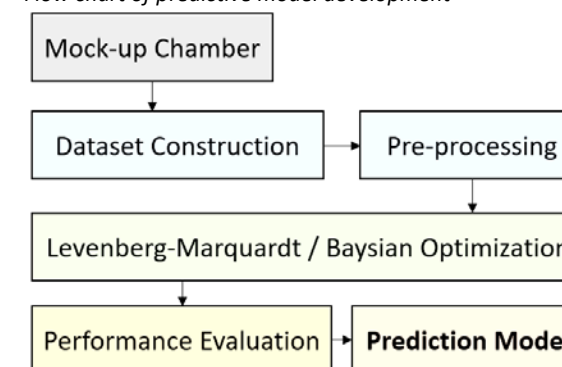 Flow chart of predictive model development
Mock-up Chamber
Dataset Construction
Pre-processing
Levenberg-Marquardt / Baysian Optimization
Performance Evaluation
Prediction Mode